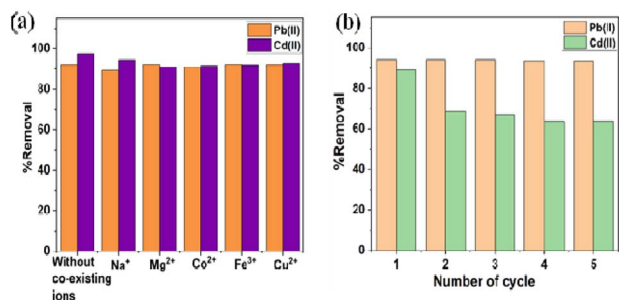 (a)
Pb(II)
Cd(II)
100
80
60
40
20
0
%Removal
Without co-existing ions
Na⁺
Mg²⁺
Co²⁺
Fe³⁺
Cu²⁺
(b)
Pb(II)
Cd(II)
100
80
60
40
20
0
%Removal
1 2 3 4 5
Number of cycle